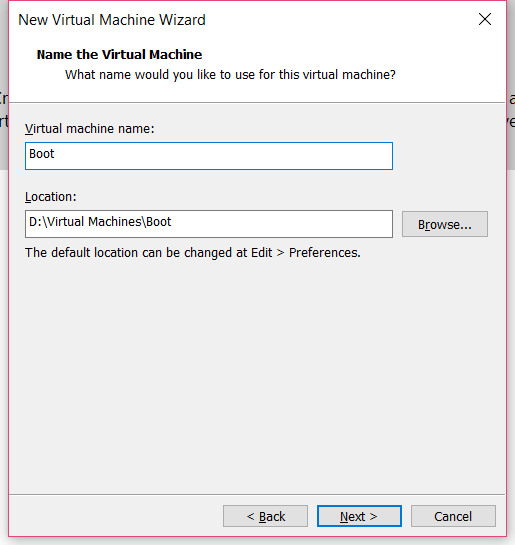 New Virtual Machine Wizard
Name the Virtual Machine
What name would you like to use for this virtual machine?
Virtual machine name:
Boot
Location:
D:\Virtual Machines\Boot
Browse...
The default location can be changed at Edit > Preferences.
< Back
Next >
Cancel